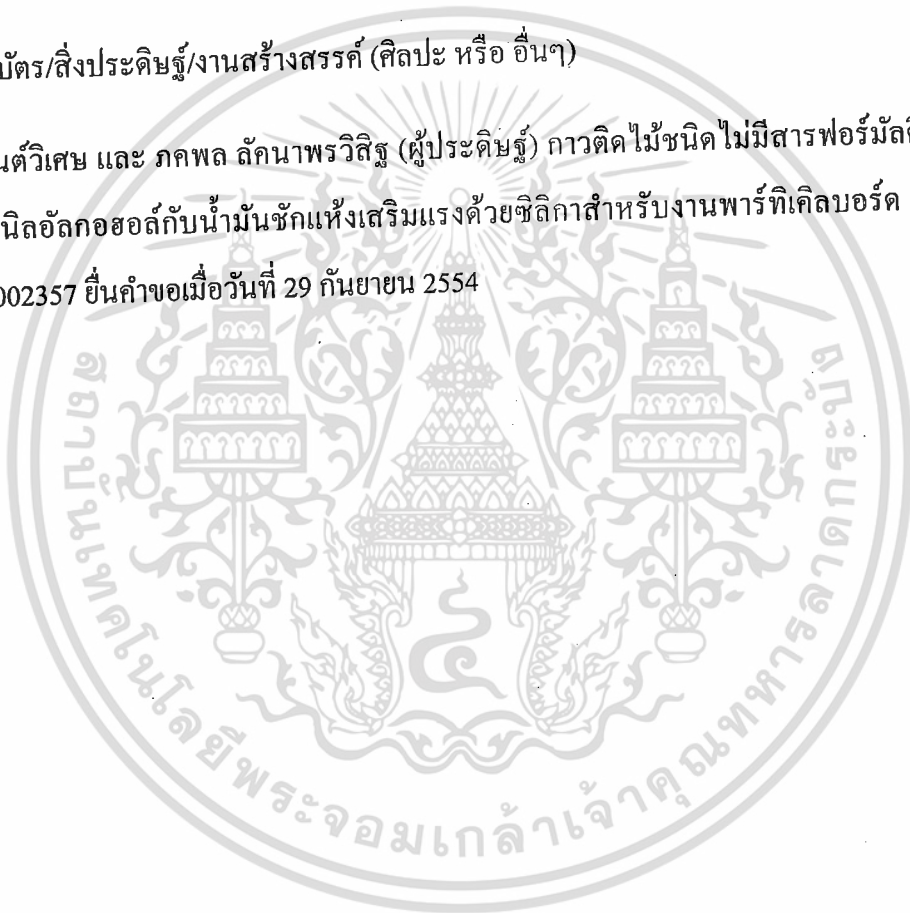 บัตร/สิ่งประดิษฐ์/งานสร้างสรรค์ (ศิลปะ หรือ อื่นๆ)
นต์วิเศษ และ ภคพล ลัคนาพรวิสิฐ (ผู้ประดิษฐ์) กาวติดไม้ชนิดไม่มีสารฟอร์มัลดี
นิลอัลกอฮอล์กับน้ำมันชักแห้งเสริมแรงด้วยซิลิกาสำหรับงานพาร์ทิเคิลบอร์ด
002357 ยื่นคำขอเมื่อวันที่ 29 กันยายน 2554
สถาบันเทคโนโลยีพระจอมเกล้าเจ้าคุณทหารลาดกระบัง